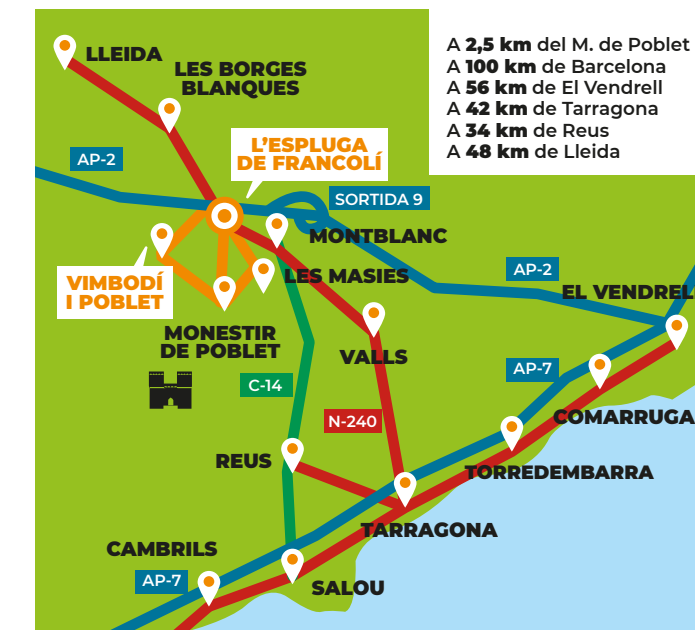 A 2,5 km del M. de Poblet
A 100 km de Barcelona
A 56 km de El Vendrell
A 42 km de Tarragona
A 34 km de Reus
A 48 km de Lleida
LLEIDA
LES BORGES
BLANQUES
L'ESPLUGA
DE FRANCOLÍ
AP-2
SORTIDA 9
MONTBLANC
LES MASIES
AP-2
VIMBODÍ
I POBLET
EL VENDREL
MONESTIR
DE POBLET
VALLS
AP-7
C-14
COMARRUGA
N-240
REUS
TORREDEMBARRA
TARRAGONA
CAMBRILS
AP-7
SALOU